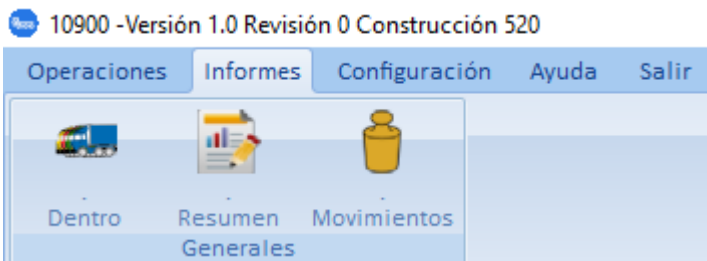 10900 -Versión 1.0 Revisión 0 Construcción 520
Operaciones Informes Configuración Ayuda Salir
. . .
Dentro Resumen Movimientos
Generales